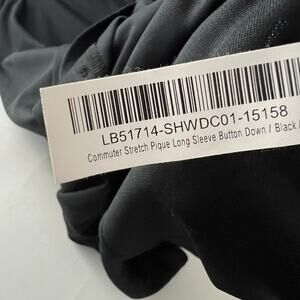 LB51714-SHWDC01-15158
Commuter Stretch Pique Long Sleeve Button Down / Black /